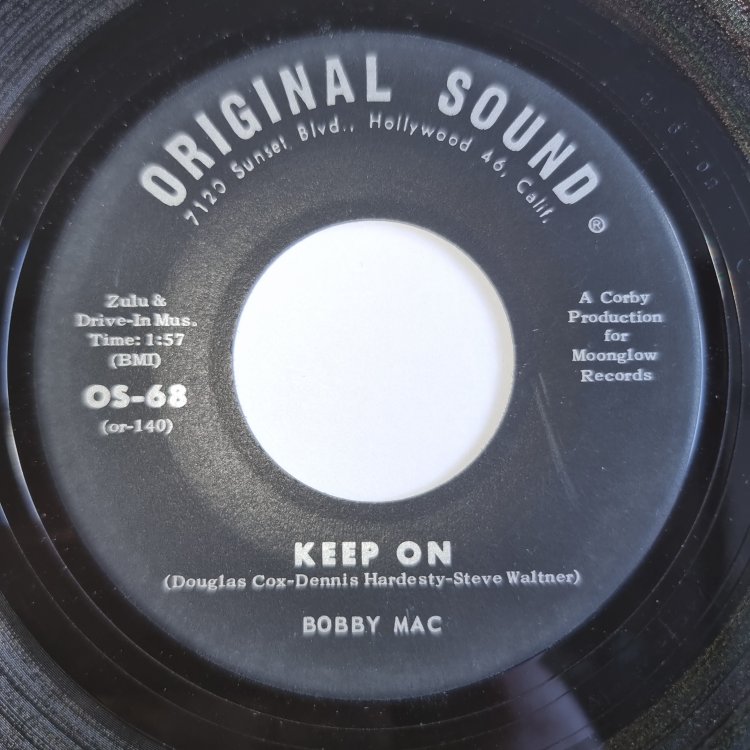 ORIGINAL SOUND ®
7120 Sunset Blvd., Hollywood 46, Calif.
Zulu &
Drive-In Mus.
Time: 1:57
(BMI)
OS-68
(or-140)
A Corby
Production
for
Moonglow
Records
KEEP ON
(Douglas Cox-Dennis Hardesty-Steve Waltner)
BOBBY MAC